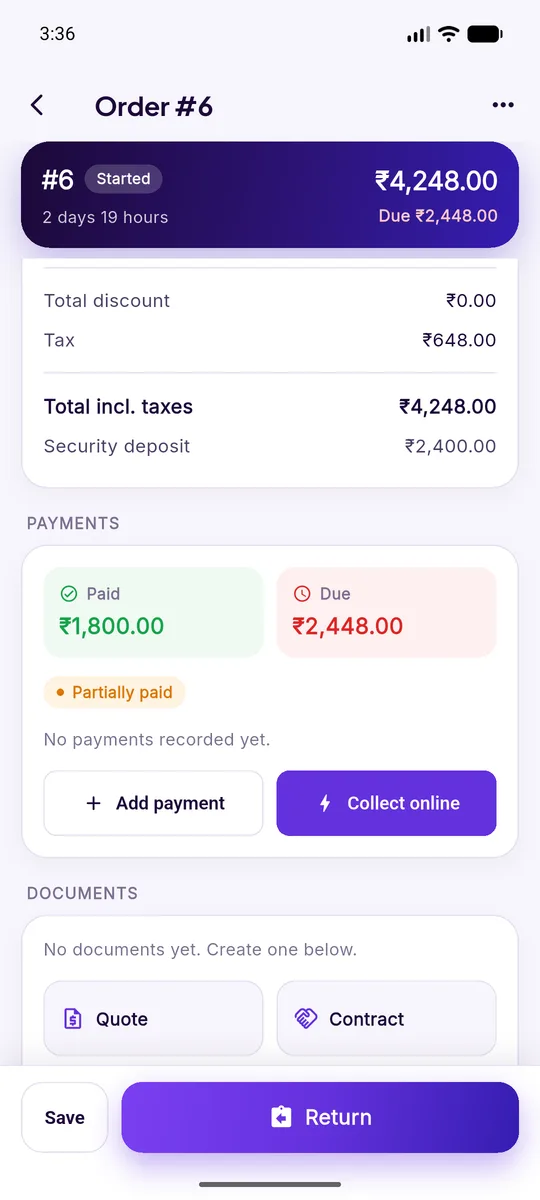 3:36
Order #6
#6 Started ₹4,248.00
2 days 19 hours Due ₹2,448.00
Total discount ₹0.00
Tax ₹648.00
Total incl. taxes ₹4,248.00
Security deposit ₹2,400.00
PAYMENTS
Paid Due
₹1,800.00 ₹2,448.00
Partially paid
No payments recorded yet.
Add payment Collect online
DOCUMENTS
No documents yet. Create one below.
Quote Contract
Save Return